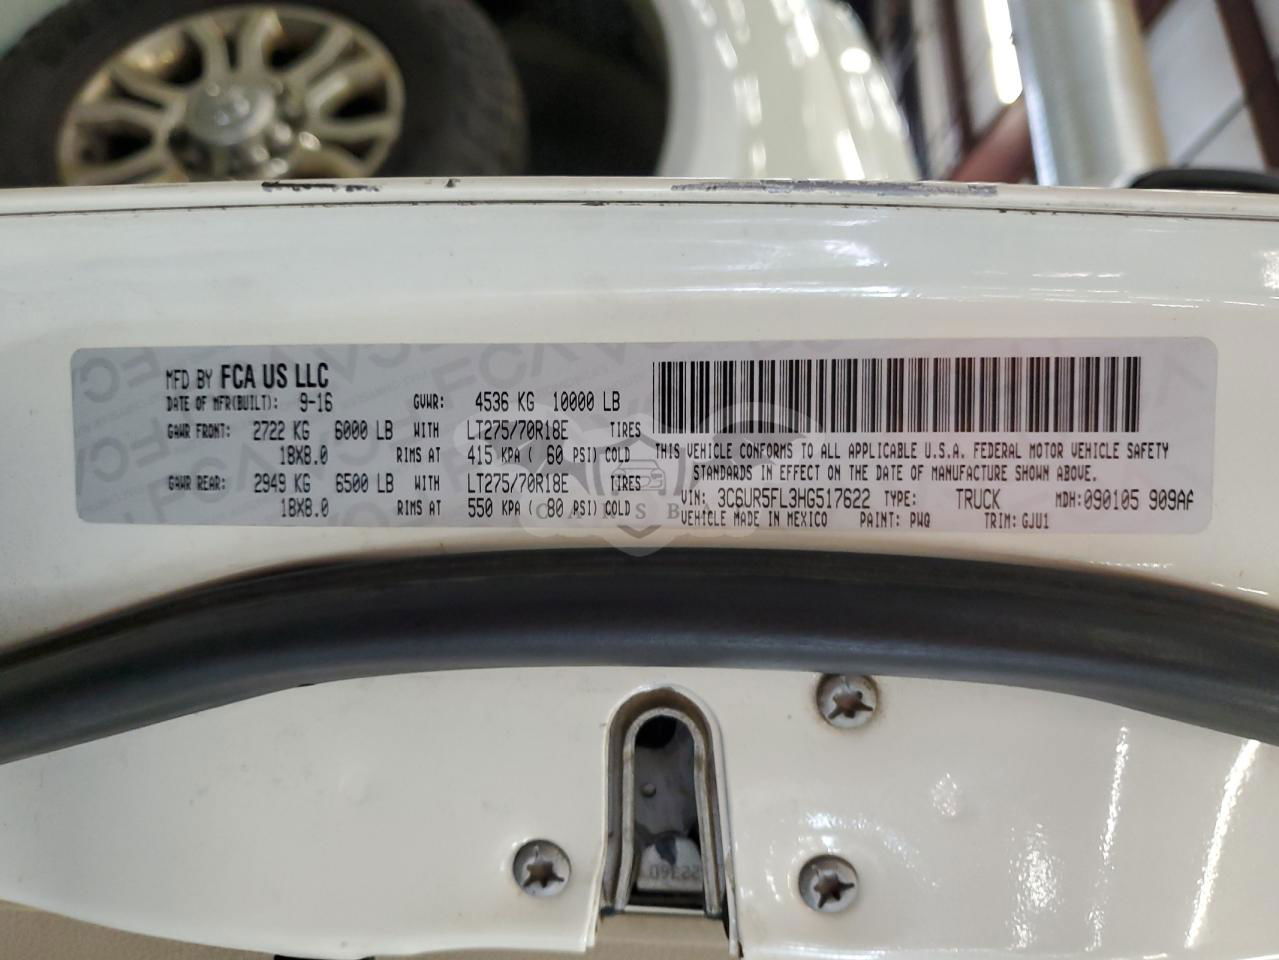 MFD BY FCA US LLC
DATE OF MFR(BUILT): 9-16 GVWR: 4536 KG 10000 LB
GAWR FRONT: 2722 KG 6000 LB WITH LT275/70R18E TIRES
18X8.0 RIMS AT 415 KPA ( 60 PSI) COLD
GAWR REAR: 2949 KG 6500 LB WITH LT275/70R18E TIRES
18X8.0 RIMS AT 550 KPA ( 80 PSI) COLD
THIS VEHICLE CONFORMS TO ALL APPLICABLE U.S.A. FEDERAL MOTOR VEHICLE SAFETY
STANDARDS IN EFFECT ON THE DATE OF MANUFACTURE SHOWN ABOVE.
VIN: 3C6UR5FL3HG517622 TYPE: TRUCK MDH:090105 909AA
VEHICLE MADE IN MEXICO PAINT: PW0 TRIM: GJU1